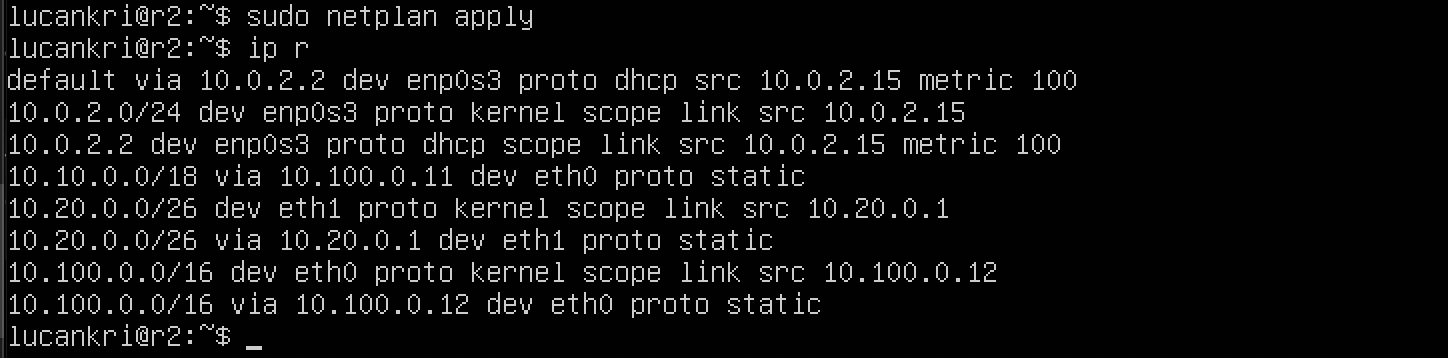 lucankri@r2:~$ sudo netplan apply
lucankri@r2:~$ ip r
default via 10.0.2.2 dev enp0s3 proto dhcp src 10.0.2.15 metric 100
10.0.2.0/24 dev enp0s3 proto kernel scope link src 10.0.2.15
10.0.2.2 dev enp0s3 proto dhcp scope link src 10.0.2.15 metric 100
10.10.0.0/18 via 10.100.0.11 dev eth0 proto static
10.20.0.0/26 dev eth1 proto kernel scope link src 10.20.0.1
10.20.0.0/26 via 10.20.0.1 dev eth1 proto static
10.100.0.0/16 dev eth0 proto kernel scope link src 10.100.0.12
10.100.0.0/16 via 10.100.0.12 dev eth0 proto static
lucankri@r2:~$ _